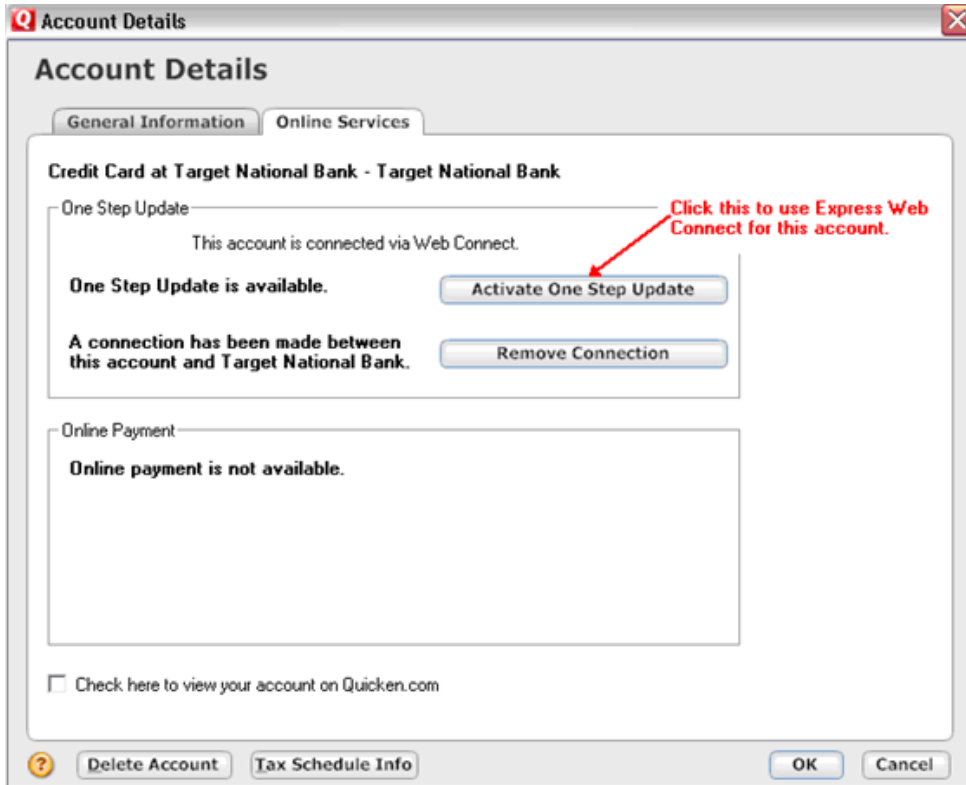 Q Account Details
Account Details
General Information
Online Services
Credit Card at Target National Bank - Target National Bank
One Step Update
Click this to use Express Web
Connect for this account.
This account is connected via Web Connect.
One Step Update is available.
Activate One Step Update
A connection has been made between
this account and Target National Bank.
Remove Connection
Online Payment
Online payment is not available.
Check here to view your account on Quicken.com
? Delete Account Tax Schedule Info OK Cancel